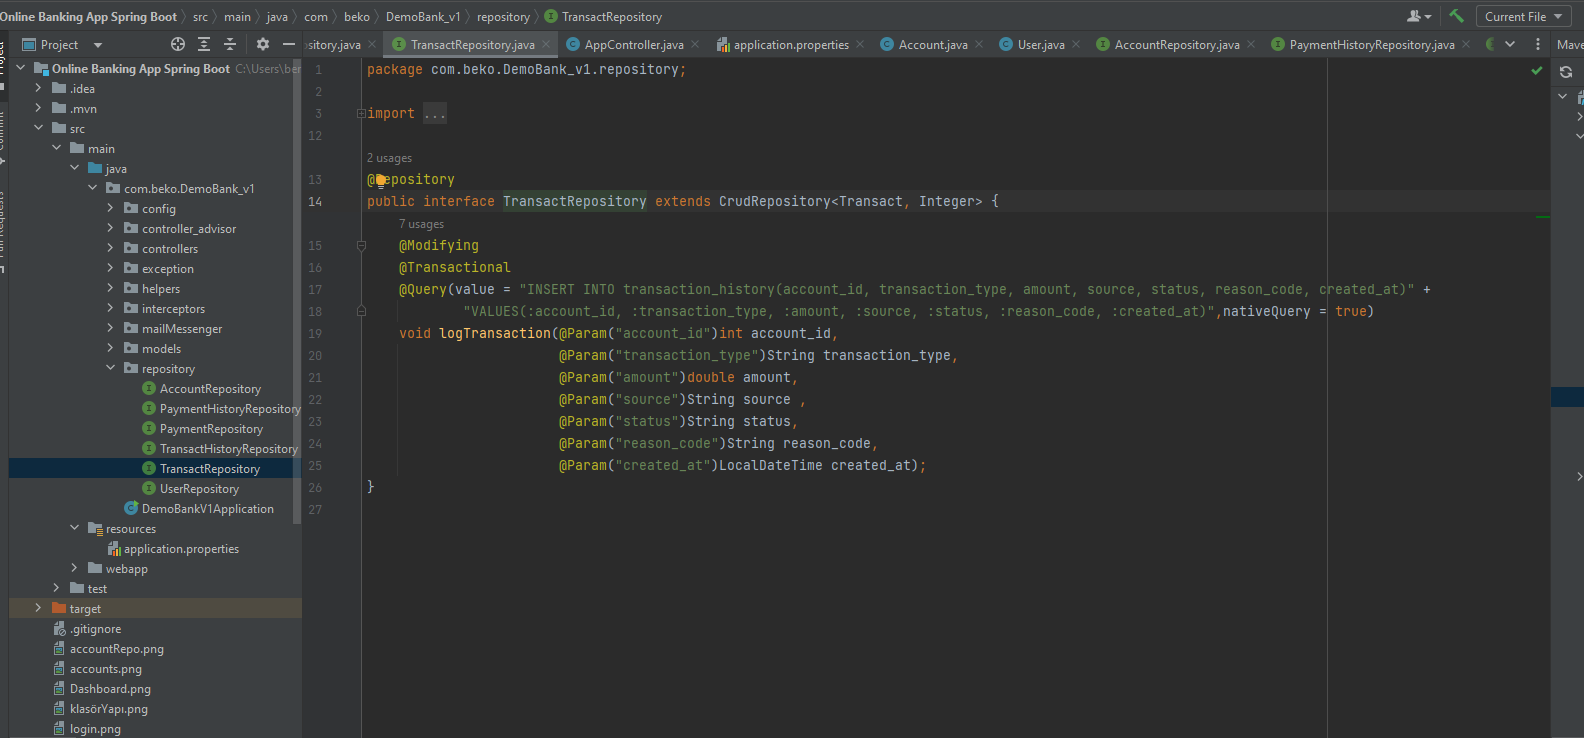 Online Banking App Spring Boot src main java com beko DemoBank_v1 repository TransactRepository
Current File
Project
sitory.java TransactRepository.java AppController.java application.properties Account.java User.java AccountRepository.java PaymentHistoryRepository.java
Mave
Online Banking App Spring Boot C:\Users\ber
.idea
.mvn
src
main
java
com.beko.DemoBank_v1
config
controller_advisor
controllers
exception
helpers
interceptors
mailMessenger
models
repository
AccountRepository
PaymentHistoryRepository
PaymentRepository
TransactHistoryRepository
TransactRepository
UserRepository
DemoBankV1Application
resources
application.properties
webapp
test
target
.gitignore
accountRepo.png
accounts.png
Dashboard.png
klasörYapı.png
login.png
1 package com.beko.DemoBank_v1.repository;
2
3 import ...
12
2 usages
13 @Repository
14 public interface TransactRepository extends CrudRepository<Transact, Integer> {
7 usages
15 @Modifying
16 @Transactional
17 @Query(value = "INSERT INTO transaction_history(account_id, transaction_type, amount, source, status, reason_code, created_at)" +
18 "VALUES(:account_id, :transaction_type, :amount, :source, :status, :reason_code, :created_at)",nativeQuery = true)
19 void logTransaction(@Param("account_id")int account_id,
20 @Param("transaction_type")String transaction_type,
21 @Param("amount")double amount,
22 @Param("source")String source ,
23 @Param("status")String status,
24 @Param("reason_code")String reason_code,
25 @Param("created_at")LocalDateTime created_at);
26 }
27